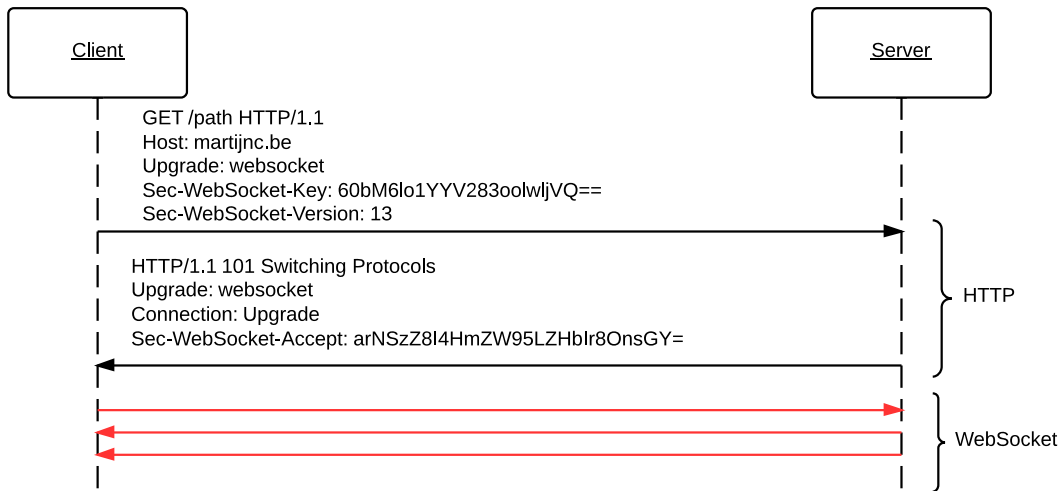 Client
Server
GET /path HTTP/1.1
Host: martijnc.be
Upgrade: websocket
Sec-WebSocket-Key: 60bM6lo1YYV283oolwljVQ==
Sec-WebSocket-Version: 13
HTTP/1.1 101 Switching Protocols
Upgrade: websocket
Connection: Upgrade
Sec-WebSocket-Accept: arNSzZ8I4HmZW95LZHbIr8OnsGY=
HTTP
WebSocket